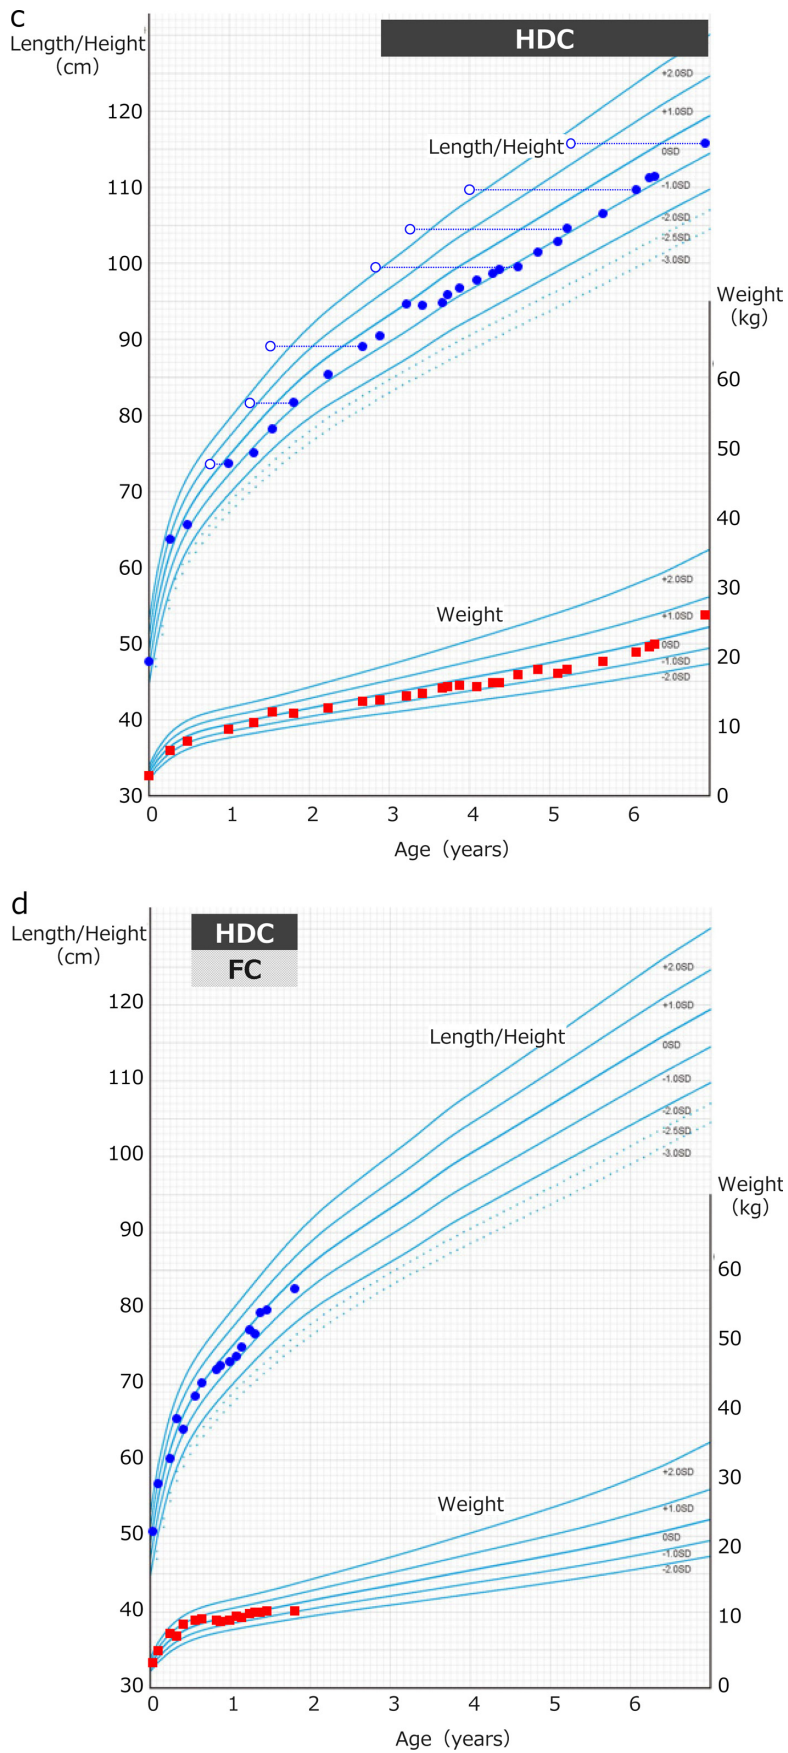 c
Length/Height
(cm)
HDC
120
110
100
90
80
70
60
50
40
30
Length/Height
+2.0SD
+1.0SD
0SD
-1.0SD
-2.0SD
-2.5SD
-3.0SD
Weight
(kg)
60
50
40
30
20
10
0
Weight
+2.0SD
+1.0SD
0SD
-1.0SD
-2.0SD
0 1 2 3 4 5 6
Age (years)
d
Length/Height
(cm)
HDC
FC
120
110
100
90
80
70
60
50
40
30
Length/Height
+2.0SD
+1.0SD
0SD
-1.0SD
-2.0SD
-2.5SD
-3.0SD
Weight
(kg)
60
50
40
30
20
10
0
Weight
+2.0SD
+1.0SD
0SD
-1.0SD
-2.0SD
0 1 2 3 4 5 6
Age (years)